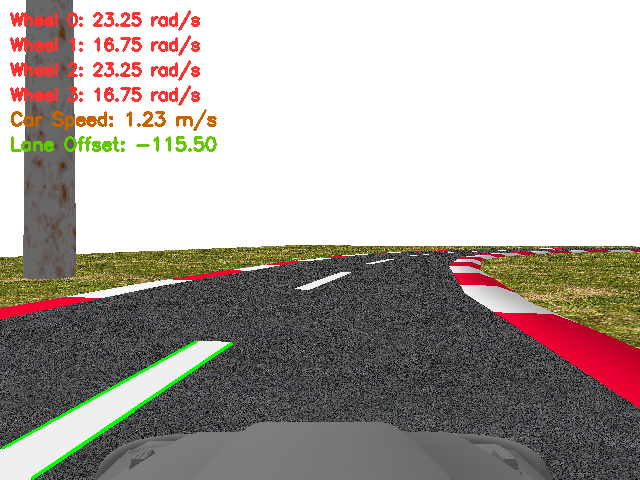 Wheel 0: 23.25 rad/s
Wheel 1: 16.75 rad/s
Wheel 2: 23.25 rad/s
Wheel 3: 16.75 rad/s
Car Speed: 1.23 m/s
Lane Offset: -115.50